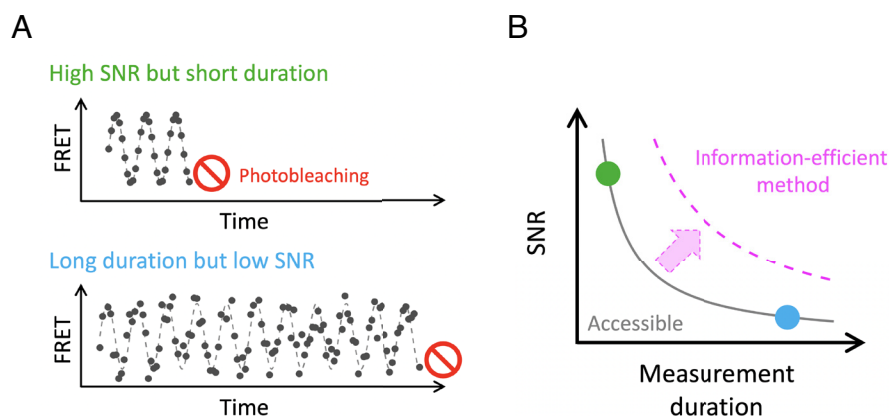 A
High SNR but short duration
FRET
Photobleaching
Time
Long duration but low SNR
FRET
Time
B
SNR
Information-efficient
method
Accessible
Measurement
duration